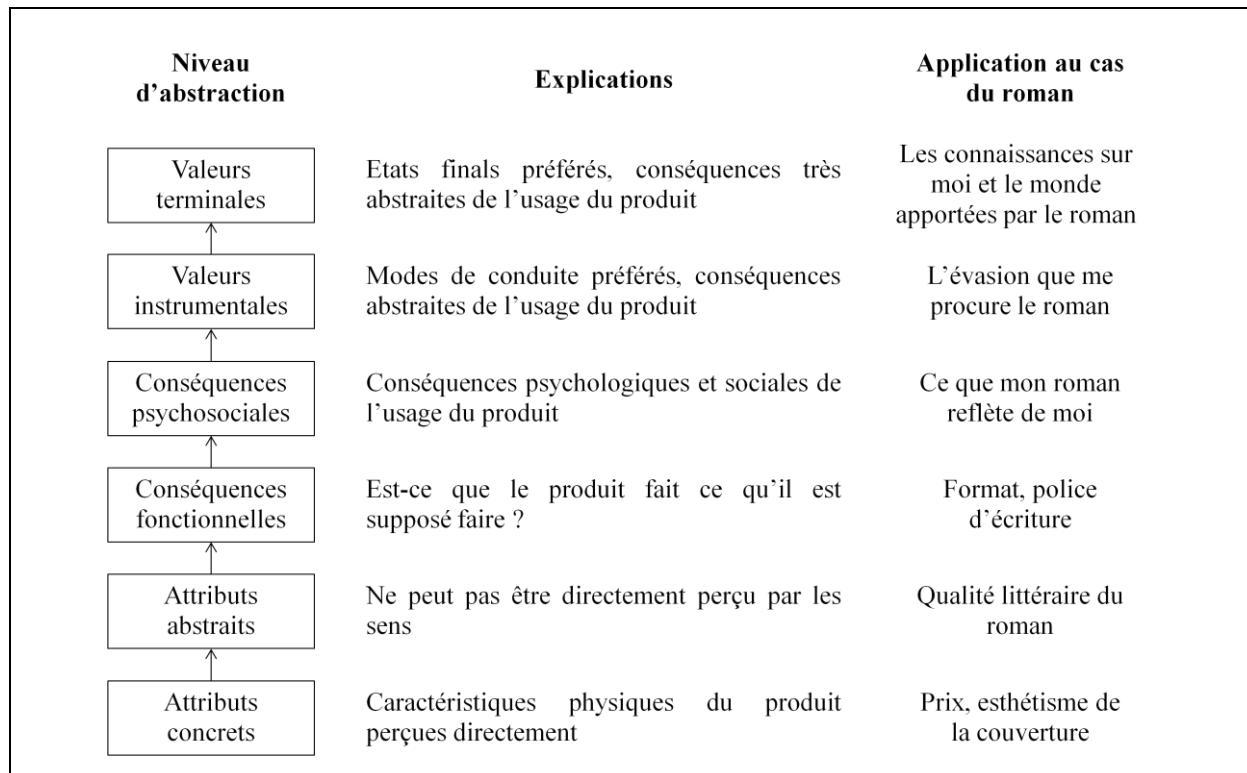 Niveau
d’abstraction
Explications
Application au cas
du roman
Valeurs
terminales
Etats finals préférés, conséquences très
abstraites de l’usage du produit
Les connaissances sur
moi et le monde
apportées par le roman
Valeurs
instrumentales
Modes de conduite préférés, conséquences
abstraites de l’usage du produit
L’évasion que me
procure le roman
Conséquences
psychosociales
Conséquences psychologiques et sociales de
l’usage du produit
Ce que mon roman
reflète de moi
Conséquences
fonctionnelles
Est-ce que le produit fait ce qu’il est
supposé faire ?
Format, police
d’écriture
Attributs
abstraits
Ne peut pas être directement perçu par les
sens
Qualité littéraire du
roman
Attributs
concrets
Caractéristiques physiques du produit
perçues directement
Prix, esthétisme de
la couverture